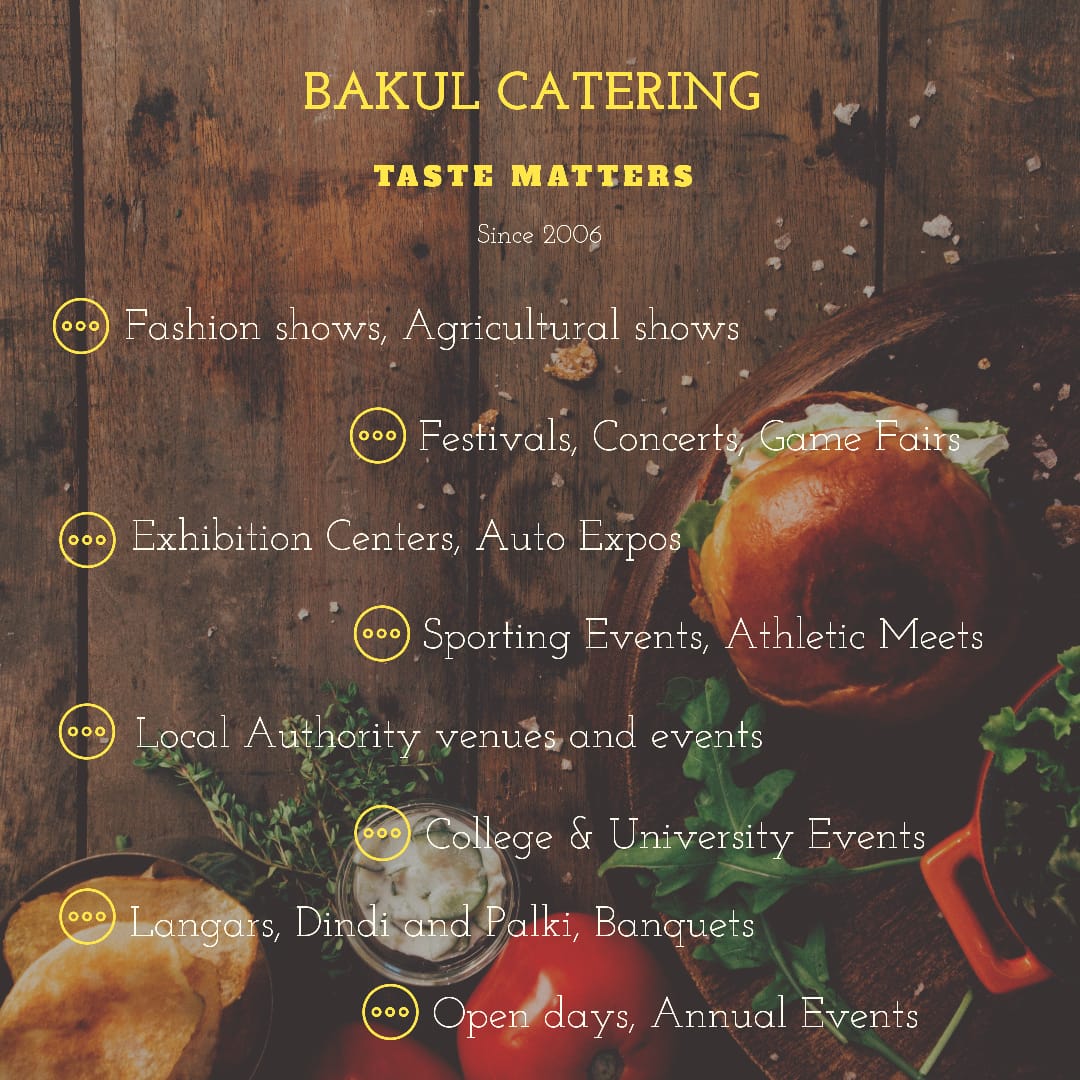 BAKUL CATERING
TASTE MATTERS
Since 2006
Fashion shows, Agricultural shows
Festivals, Concerts, Game Fairs
Exhibition Centers, Auto Expos
Sporting Events, Athletic Meets
Local Authority venues and events
College & University Events
Langars, Dindi and Palki, Banquets
Open days, Annual Events